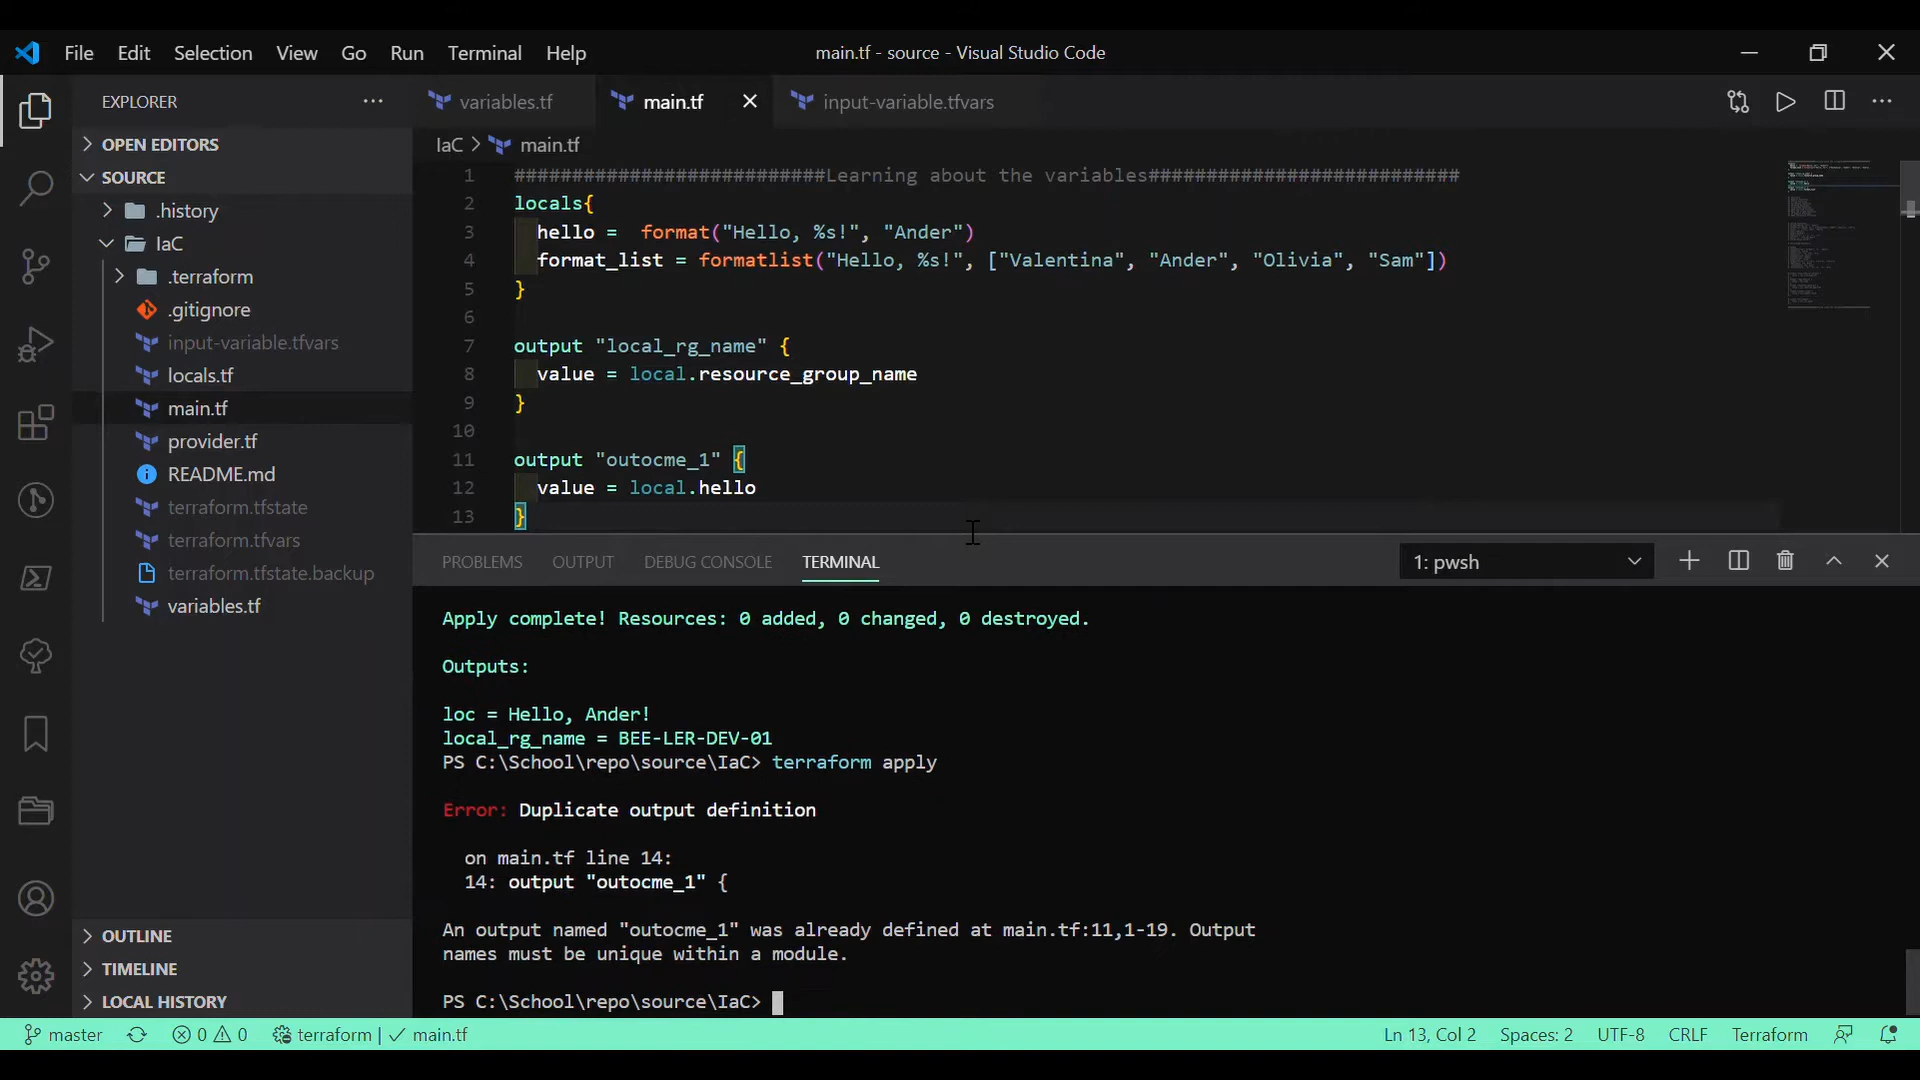 File Edit Selection View Go Run Terminal Help
main.tf - source - Visual Studio Code
EXPLORER
variables.tf
main.tf
input-variable.tfvars
OPEN EDITORS
SOURCE
.history
IaC
.terraform
.gitignore
input-variable.tfvars
locals.tf
main.tf
provider.tf
README.md
terraform.tfstate
terraform.tfvars
terraform.tfstate.backup
variables.tf
OUTLINE
TIMELINE
LOCAL HISTORY
IaC > main.tf
1 ###########################Learning about the variables###########################
2 locals{
3 hello =  format("Hello, %s!", "Ander")
4 format_list = formatlist("Hello, %s!", ["Valentina", "Ander", "Olivia", "Sam"])
5 }
6
7 output "local_rg_name" {
8 value = local.resource_group_name
9 }
10
11 output "outocme_1" {
12 value = local.hello
13 }
PROBLEMS OUTPUT DEBUG CONSOLE TERMINAL
1: pwsh
Apply complete! Resources: 0 added, 0 changed, 0 destroyed.
Outputs:
loc = Hello, Ander!
local_rg_name = BEE-LER-DEV-01
PS C:\School\repo\source\IaC> terraform apply
Error: Duplicate output definition
on main.tf line 14:
14: output "outocme_1" {
An output named "outocme_1" was already defined at main.tf:11,1-19. Output
names must be unique within a module.
PS C:\School\repo\source\IaC>
master 0 0 terraform | ✓ main.tf
Ln 13, Col 2 Spaces: 2 UTF-8 CRLF Terraform